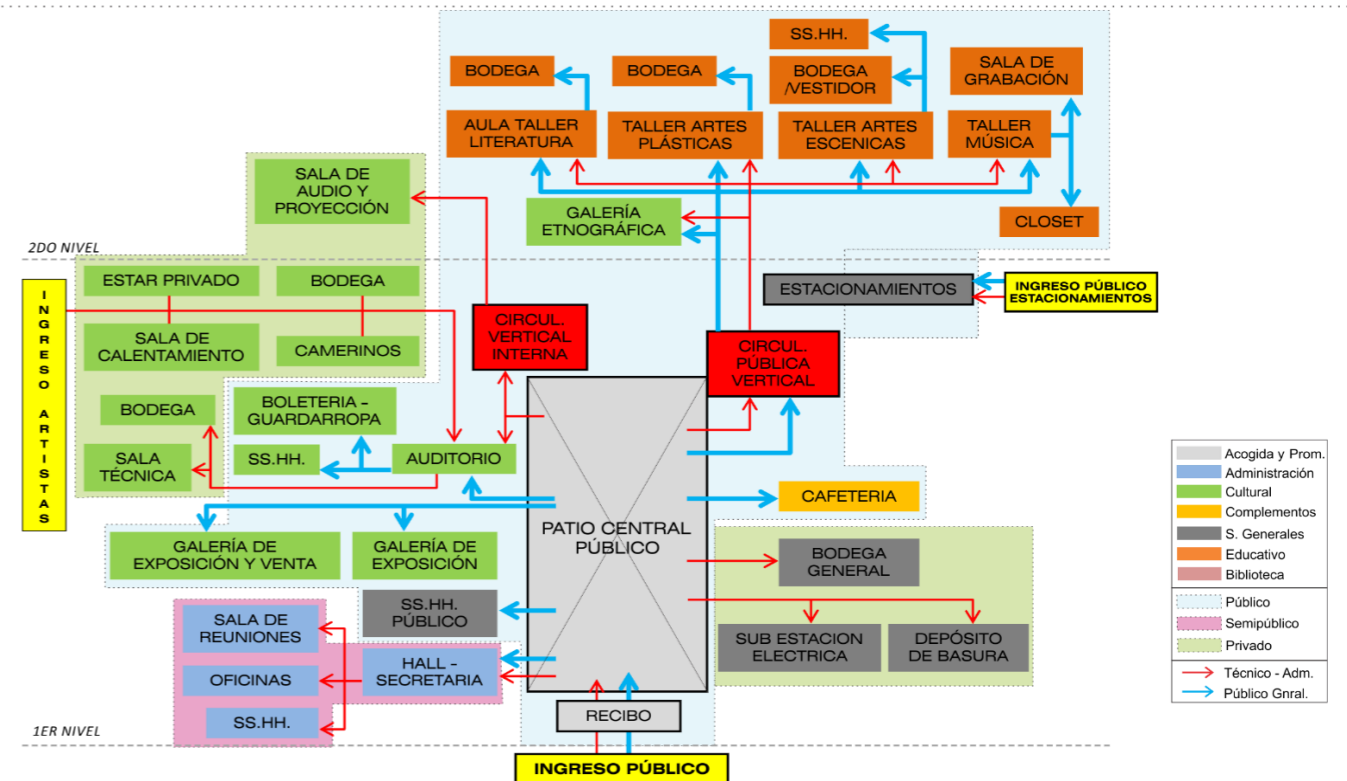 SS.HH.
BODEGA
BODEGA
BODEGA
/VESTIDOR
SALA DE
GRABACIÓN
AULA TALLER
LITERATURA
TALLER ARTES
PLÁSTICAS
TALLER ARTES
ESCENICAS
TALLER
MÚSICA
SALA DE
AUDIO Y
PROYECCIÓN
GALERÍA
ETNOGRÁFICA
CLOSET
2DO NIVEL
INGRESO ARTISTAS
ESTAR PRIVADO
BODEGA
ESTACIONAMIENTOS
INGRESO PÚBLICO
ESTACIONAMIENTOS
SALA DE
CALENTAMIENTO
CAMERINOS
CIRCUL.
VERTICAL
INTERNA
CIRCUL.
PÚBLICA
VERTICAL
BODEGA
BOLETERIA -
GUARDARROPA
SALA
TÉCNICA
SS.HH.
AUDITORIO
CAFETERIA
PATIO CENTRAL
PÚBLICO
GALERÍA DE
EXPOSICIÓN Y VENTA
GALERÍA DE
EXPOSICIÓN
BODEGA
GENERAL
SS.HH.
PÚBLICO
SUB ESTACION
ELECTRICA
DEPÓSITO
DE BASURA
SALA DE
REUNIONES
OFICINAS
HALL -
SECRETARIA
SS.HH.
RECIBO
1ER NIVEL
INGRESO PÚBLICO
Acogida y Prom.
Administración
Cultural
Complementos
S. Generales
Educativo
Biblioteca
Público
Semipúblico
Privado
Técnico - Adm.
Público Gnral.